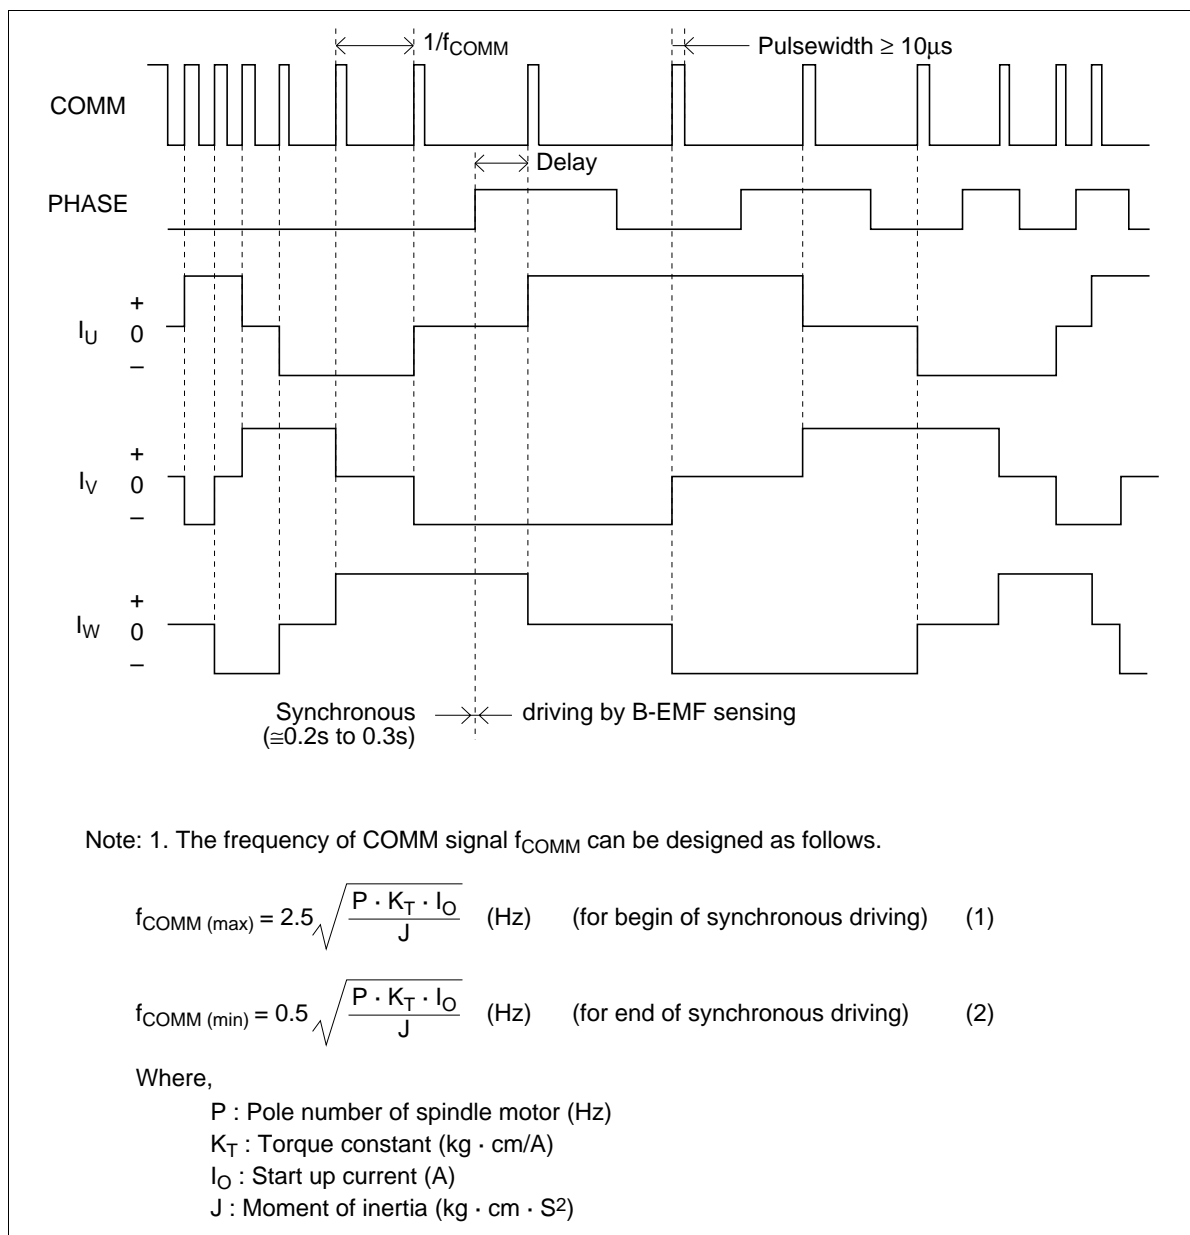 1/fCOMM
Pulsewidth ≥ 10μs
COMM
Delay
PHASE
+
IU 0
–
+
IV 0
–
+
IW 0
–
Synchronous driving by B-EMF sensing
(≅0.2s to 0.3s)
Note: 1. The frequency of COMM signal fCOMM can be designed as follows.
fCOMM (max) = 2.5 √(P · KT · IO / J) (Hz) (for begin of synchronous driving) (1)
fCOMM (min) = 0.5 √(P · KT · IO / J) (Hz) (for end of synchronous driving) (2)
Where,
P : Pole number of spindle motor (Hz)
KT : Torque constant (kg · cm/A)
IO : Start up current (A)
J : Moment of inertia (kg · cm · S²)